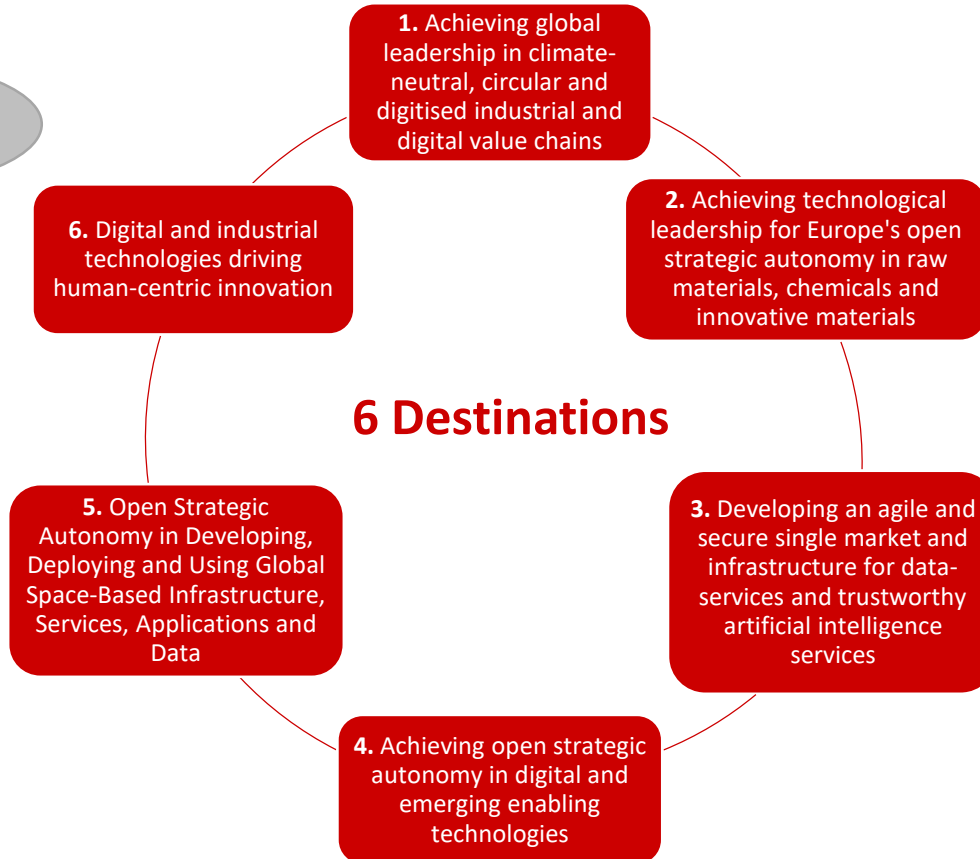 1. Achieving global
leadership in climate-
neutral, circular and
digitised industrial and
digital value chains
2. Achieving technological
leadership for Europe's open
strategic autonomy in raw
materials, chemicals and
innovative materials
3. Developing an agile and
secure single market and
infrastructure for data-
services and trustworthy
artificial intelligence
services
4. Achieving open strategic
autonomy in digital and
emerging enabling
technologies
5. Open Strategic
Autonomy in Developing,
Deploying and Using Global
Space-Based Infrastructure,
Services, Applications and
Data
6. Digital and industrial
technologies driving
human-centric innovation
6 Destinations